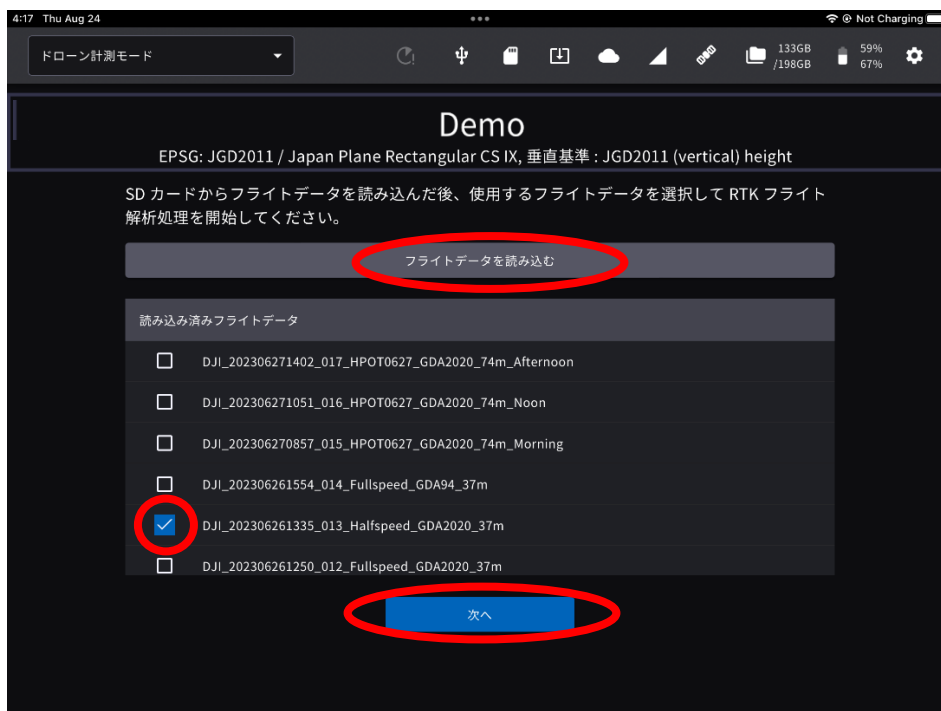 4:17 Thu Aug 24
Not Charging
ドローン計測モード
133GB
/198GB
59%
67%
Demo
EPSG: JGD2011 / Japan Plane Rectangular CS IX, 垂直基準 : JGD2011 (vertical) height
SD カードからフライトデータを読み込んだ後、使用するフライトデータを選択して RTK フライト
解析処理を開始してください。
フライトデータを読み込む
読み込み済みフライトデータ
DJI_202306271402_017_HPOT0627_GDA2020_74m_Afternoon
DJI_202306271051_016_HPOT0627_GDA2020_74m_Noon
DJI_202306270857_015_HPOT0627_GDA2020_74m_Morning
DJI_202306261554_014_Fullspeed_GDA94_37m
DJI_202306261335_013_Halfspeed_GDA2020_37m
DJI_202306261250_012_Fullspeed_GDA2020_37m
次へ